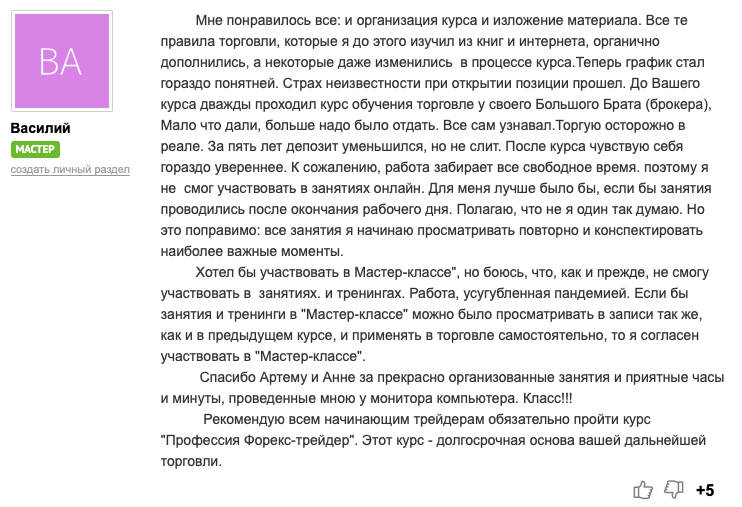 ВА
Василий
МАСТЕР
создать личный раздел
Мне понравилось все: и организация курса и изложение материала. Все те
правила торговли, которые я до этого изучил из книг и интернета, органично
дополнились, а некоторые даже изменились  в процессе курса.Теперь график стал
гораздо понятней. Страх неизвестности при открытии позиции прошел. До Вашего
курса дважды проходил курс обучения торговле у своего Большого Брата (брокера),
Мало что дали, больше надо было отдать. Все сам узнавал.Торгую осторожно в
реале. За пять лет депозит уменьшился, но не слит. После курса чувствую себя
гораздо увереннее. К сожалению, работа забирает все свободное время. поэтому я
не  смог участвовать в занятиях онлайн. Для меня лучше было бы, если бы занятия
проводились после окончания рабочего дня. Полагаю, что не я один так думаю. Но
это поправимо: все занятия я начинаю просматривать повторно и конспектировать
наиболее важные моменты.
Хотел бы участвовать в Мастер-классе", но боюсь, что, как и прежде, не смогу
участвовать в  занятиях. и тренингах. Работа, усугубленная пандемией. Если бы
занятия и тренинги в "Мастер-классе" можно было просматривать в записи так же,
как и в предыдущем курсе, и применять в торговле самостоятельно, то я согласен
участвовать в "Мастер-классе".
Спасибо Артему и Анне за прекрасно организованные занятия и приятные часы
и минуты, проведенные мною у монитора компьютера. Класс!!!
Рекомендую всем начинающим трейдерам обязательно пройти курс
"Профессия Форекс-трейдер". Этот курс - долгосрочная основа вашей дальнейшей
торговли.
+5